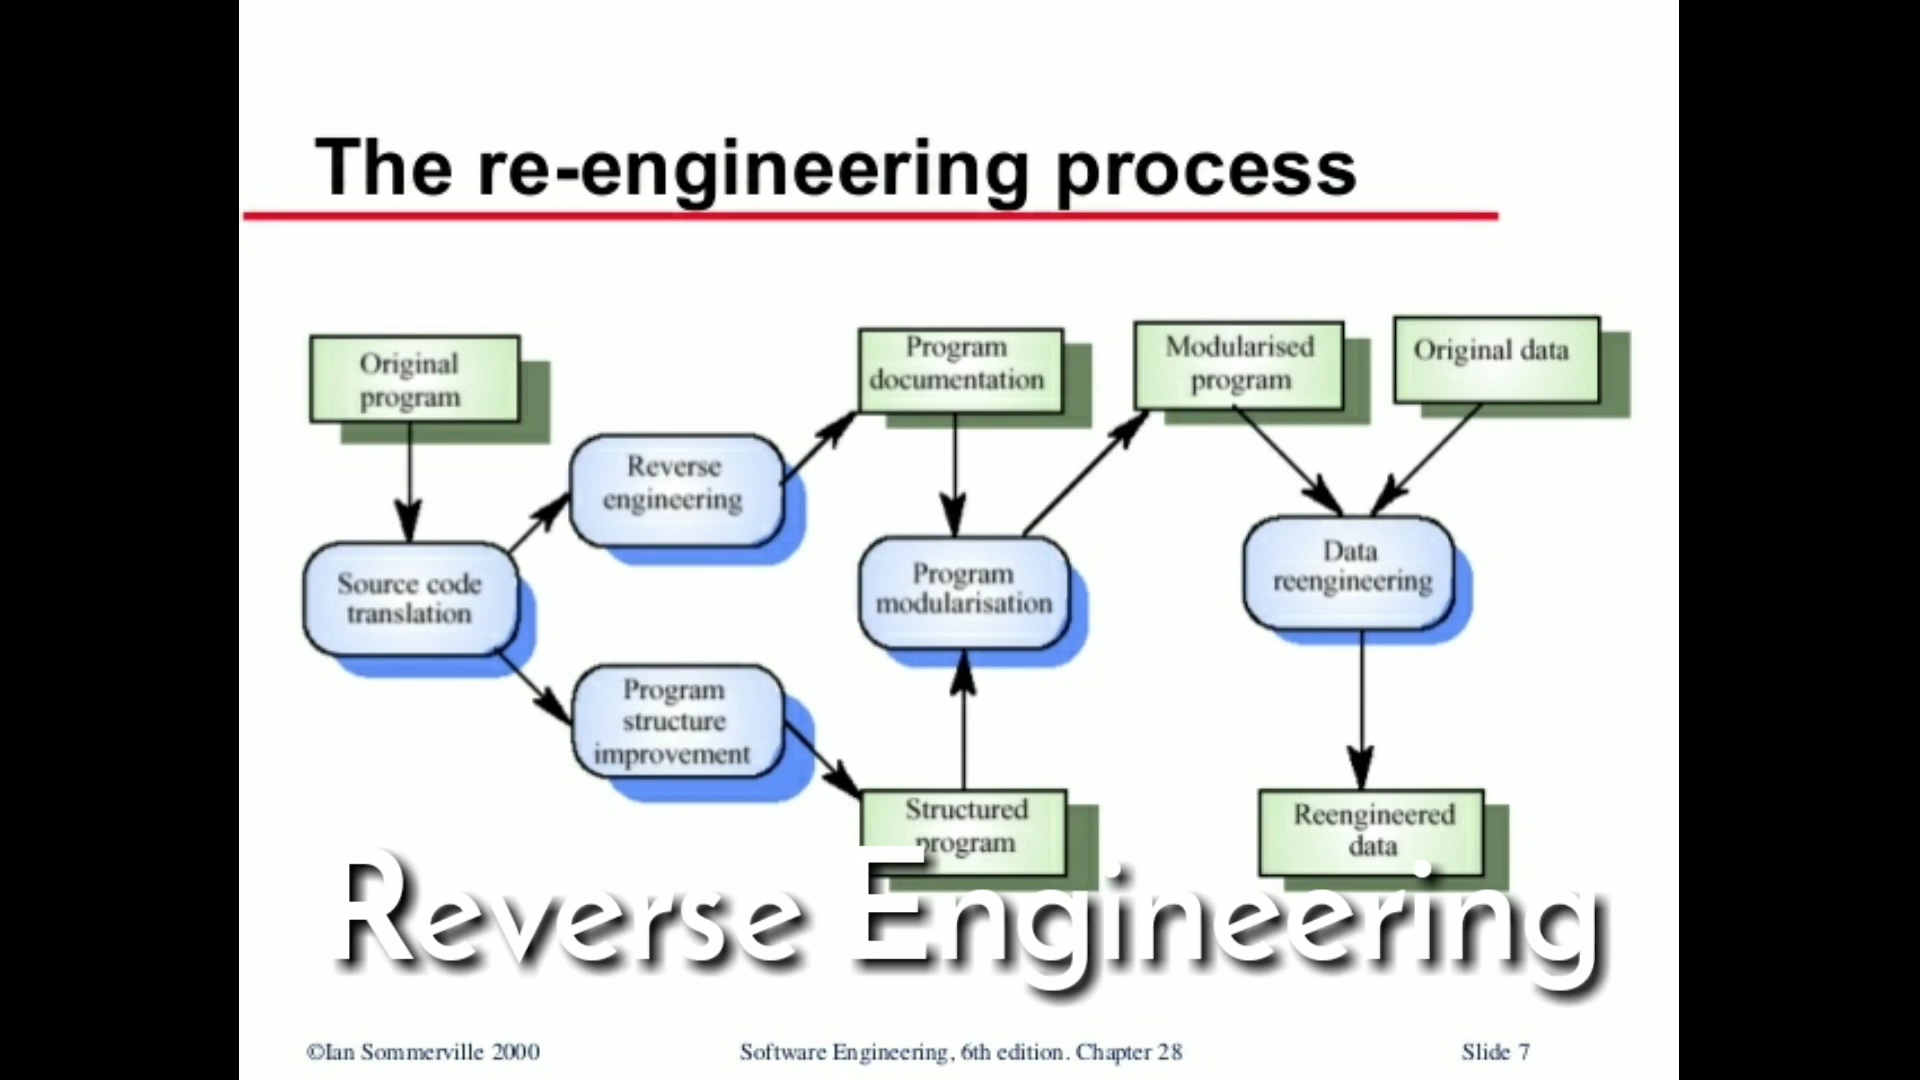 The re-engineering process
Original
program
Program
documentation
Modularised
program
Original data
Reverse
engineering
Source code
translation
Program
modularisation
Data
reengineering
Program
structure
improvement
Structured
program
Reengineered
data
Reverse Engineering
©Ian Sommerville 2000
Software Engineering, 6th edition. Chapter 28
Slide 7